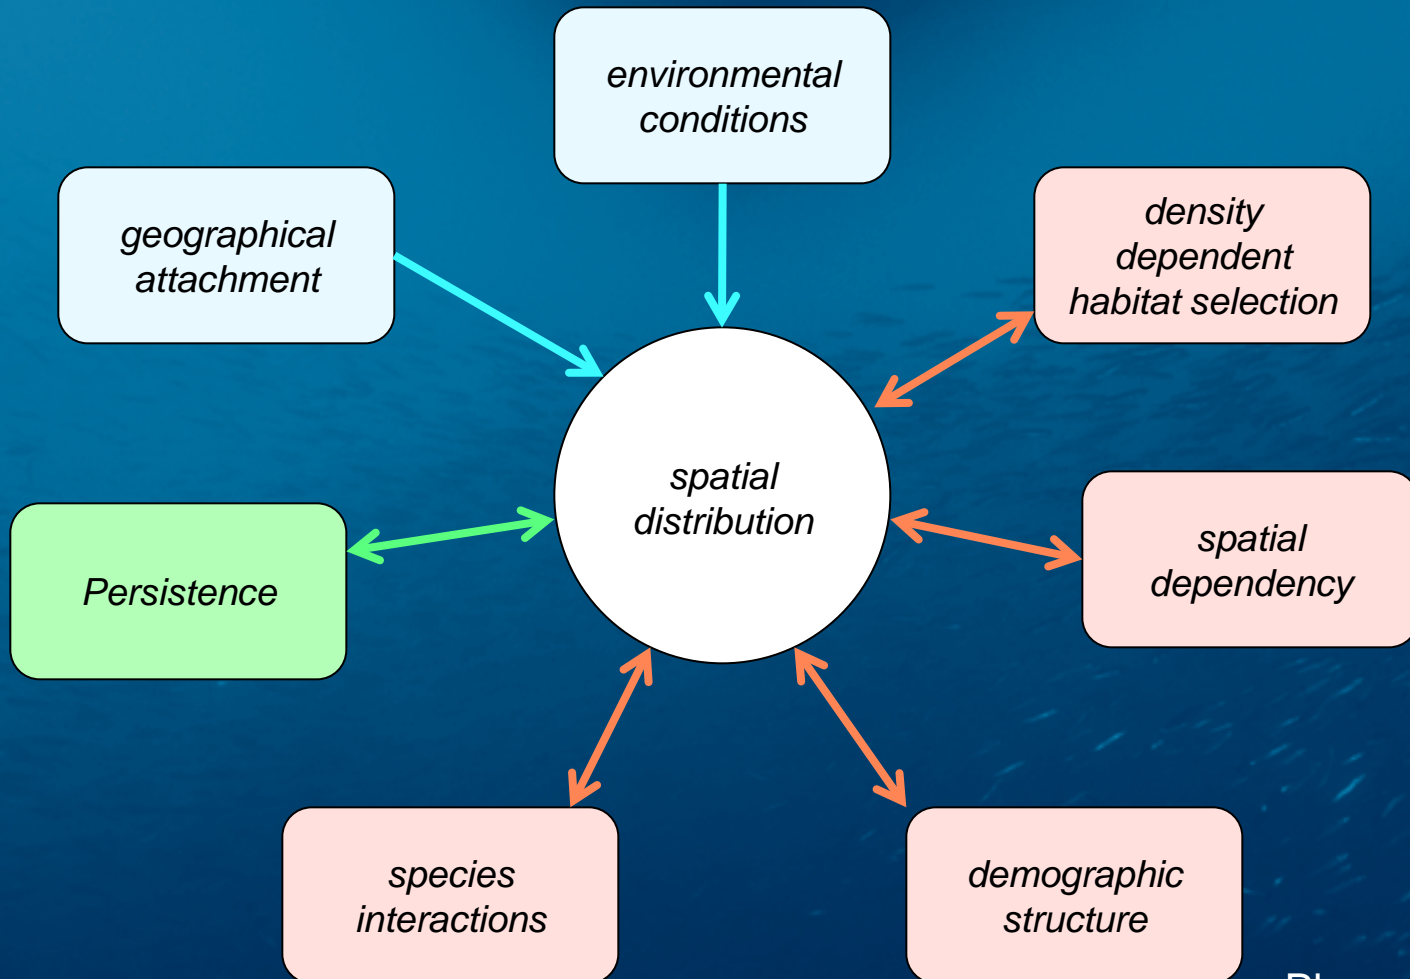 environmental
conditions
geographical
attachment
density
dependent
habitat selection
spatial
distribution
spatial
dependency
Persistence
species
interactions
demographic
structure